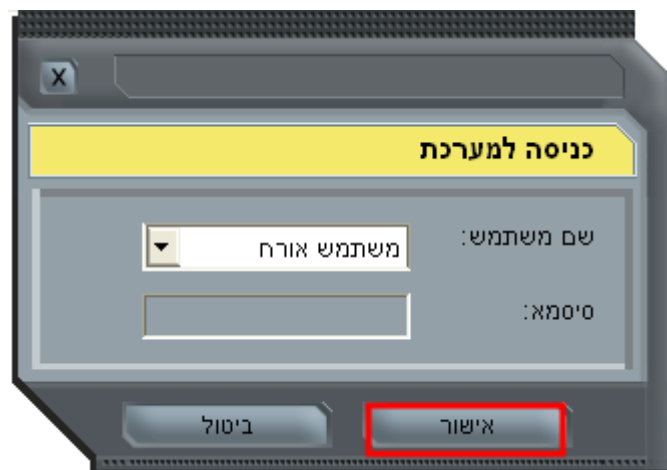 X
כניסה למערכת
שם משתמש: משתמש אורח
סיסמא:
אישור ביטול